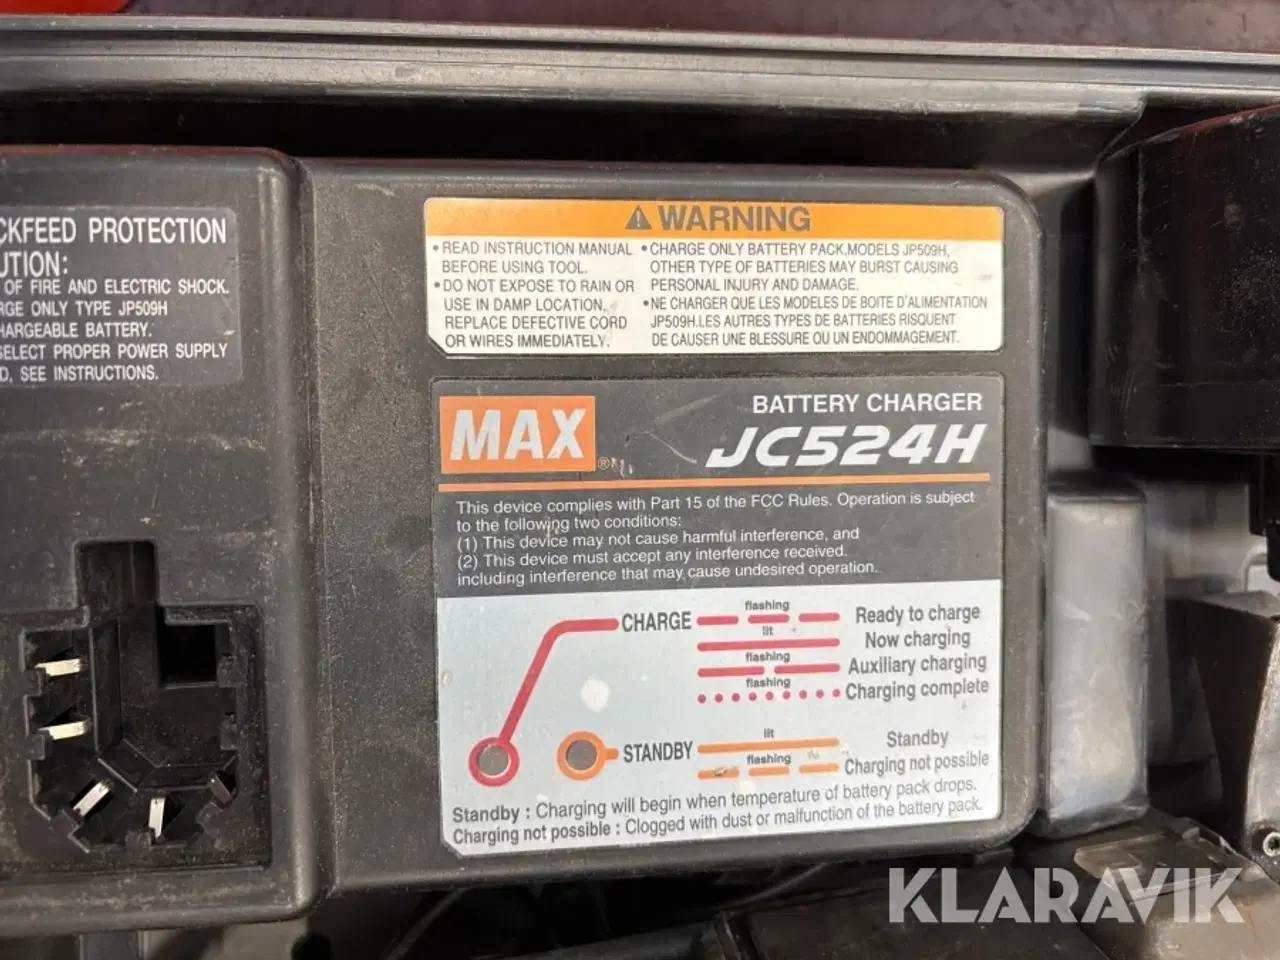 CKFEED PROTECTION
UTION:
OF FIRE AND ELECTRIC SHOCK.
RGE ONLY TYPE JP509H
HARGEABLE BATTERY.
SELECT PROPER POWER SUPPLY
D, SEE INSTRUCTIONS.
WARNING
• READ INSTRUCTION MANUAL
BEFORE USING TOOL.
• DO NOT EXPOSE TO RAIN OR
USE IN DAMP LOCATION,
REPLACE DEFECTIVE CORD
OR WIRES IMMEDIATELY.
• CHARGE ONLY BATTERY PACK,MODELS JP509H,
OTHER TYPE OF BATTERIES MAY BURST CAUSING
PERSONAL INJURY AND DAMAGE.
• NE CHARGER QUE LES MODELES DE BOITE D'ALIMENTATION
JP509H.LES AUTRES TYPES DE BATTERIES RISQUENT
DE CAUSER UNE BLESSURE OU UN ENDOMMAGEMENT.
MAX®
BATTERY CHARGER
JC524H
This device complies with Part 15 of the FCC Rules. Operation is subject
to the following two conditions:
(1) This device may not cause harmful interference, and
(2) This device must accept any interference received.
including interference that may cause undesired operation.
CHARGE flashing Ready to charge
lit Now charging
flashing Auxiliary charging
flashing Charging complete
STANDBY lit Standby
flashing Charging not possible
Standby : Charging will begin when temperature of battery pack drops.
Charging not possible : Clogged with dust or malfunction of the battery pack.
KLARAVIK